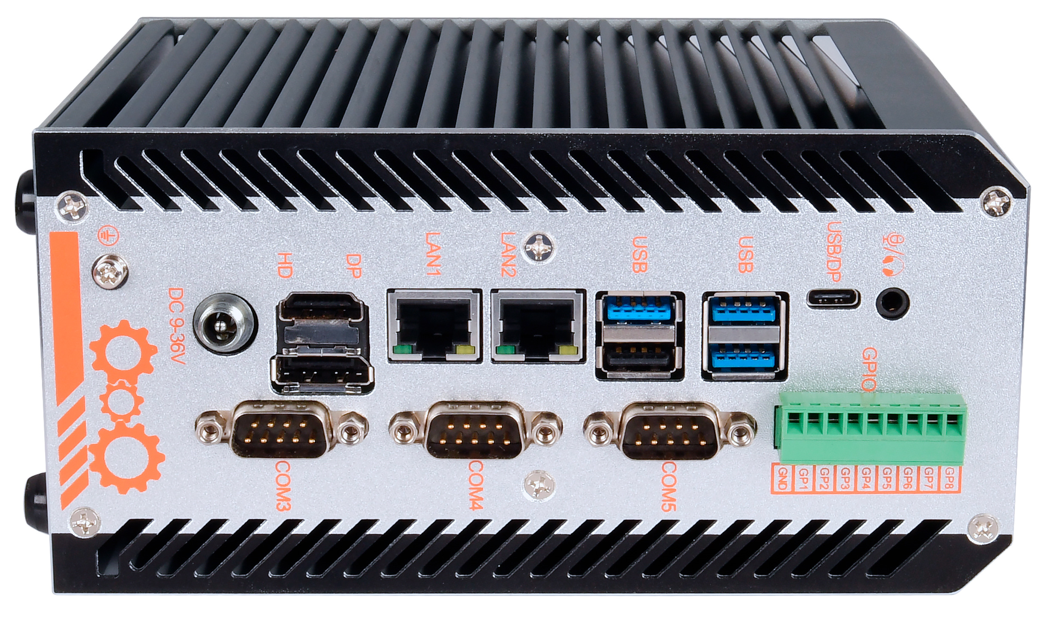 HD
DP
LAN1
LAN2
USB
USB
USB/DP
DC 9-36V
GPIO
COM3
COM4
COM5
GND
GP1
GP2
GP3
GP4
GP5
GP6
GP7
GP8